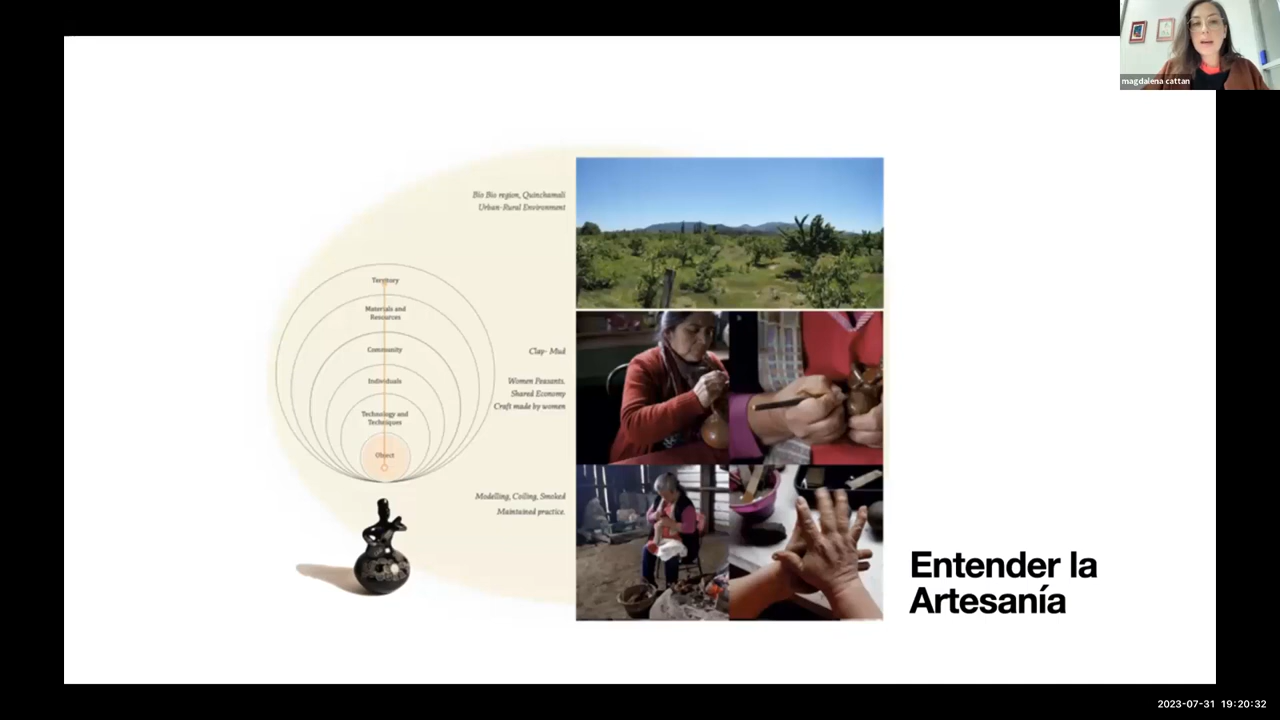 magdalena cattan
Bio Bio region, Quinchamali
Urban-Rural Environment
Territory
Materials and
Resources
Community
Individuals
Technology and
Techniques
Object
Clay- Mud
Women Peasants.
Shared Economy
Craft made by women
Modelling, Coiling, Smoked
Maintained practice.
Entender la
Artesanía
2023-07-31 19:20:32